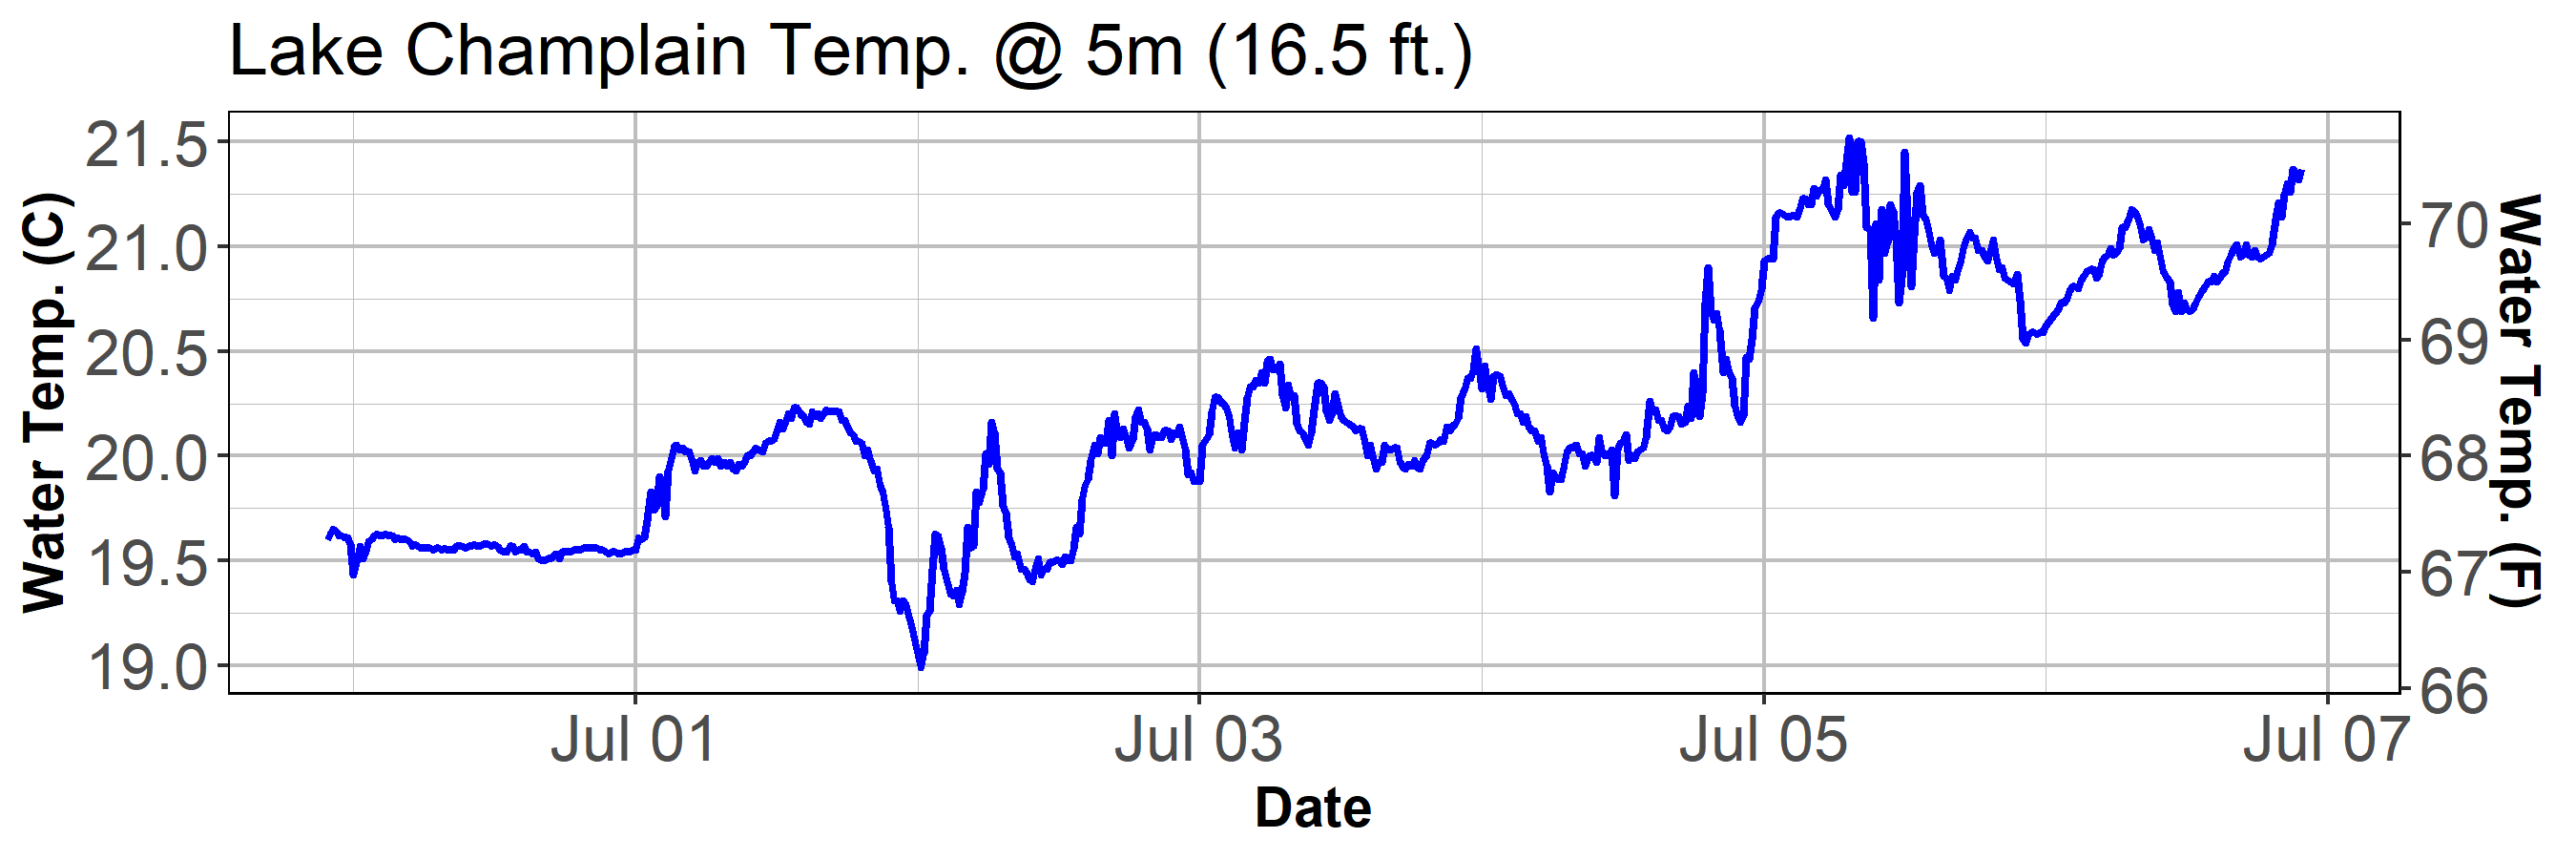 Lake Champlain Temp. @ 5m (16.5 ft.)
Water Temp. (C)
21.5
21.0
20.5
20.0
19.5
19.0
70
69
68
67
66
Water Temp. (F)
Jul 01 Jul 03 Jul 05 Jul 07
Date